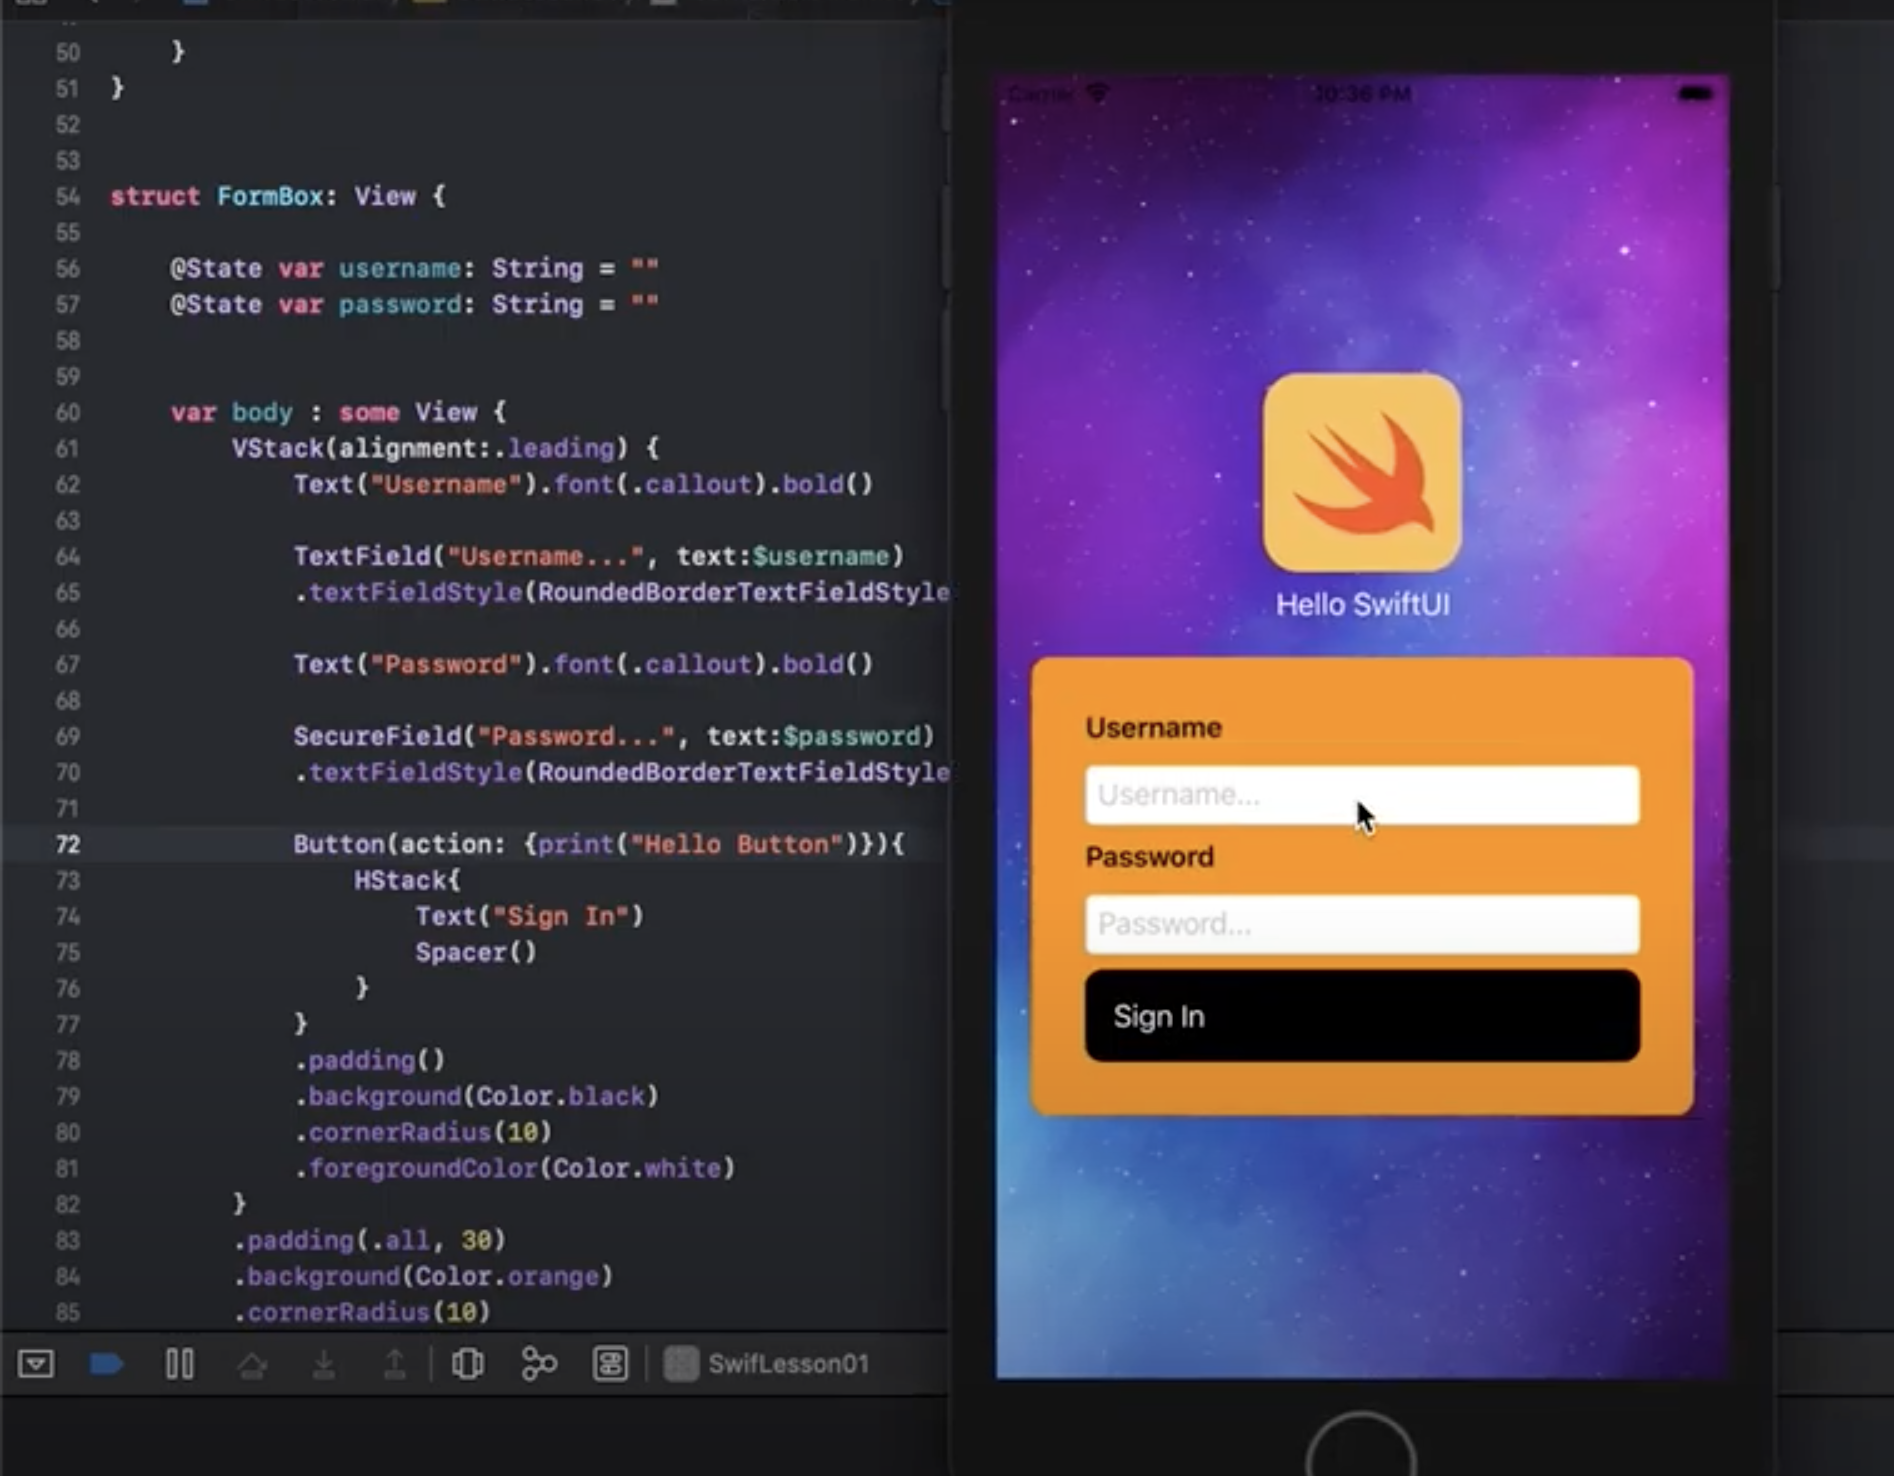 50 }
51 }
52
53
54 struct FormBox: View {
55
56 @State var username: String = ""
57 @State var password: String = ""
58
59
60 var body : some View {
61 VStack(alignment:.leading) {
62 Text("Username").font(.callout).bold()
63
64 TextField("Username...", text:$username)
65 .textFieldStyle(RoundedBorderTextFieldStyle
66
67 Text("Password").font(.callout).bold()
68
69 SecureField("Password...", text:$password)
70 .textFieldStyle(RoundedBorderTextFieldStyle
71
72 Button(action: {print("Hello Button")}){
73 HStack{
74 Text("Sign In")
75 Spacer()
76 }
77 }
78 .padding()
79 .background(Color.black)
80 .cornerRadius(10)
81 .foregroundColor(Color.white)
82 }
83 .padding(.all, 30)
84 .background(Color.orange)
85 .cornerRadius(10)
SwifLesson01
Carrier 10:36 PM
Hello SwiftUI
Username
Username...
Password
Password...
Sign In